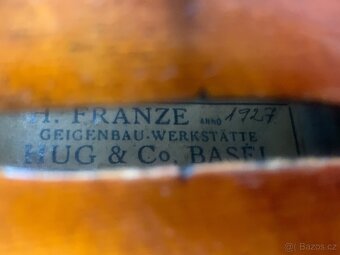 H. FRANZE ANNO 1927
GEIGENBAU-WERKSTÄTTE
HUG & Co. BASEL
Bazos.cz